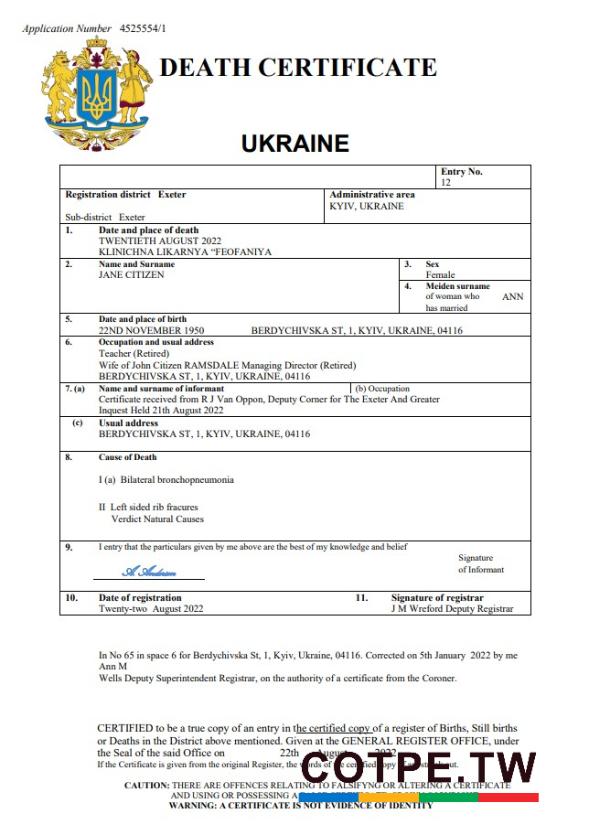 Application Number 4525554/1
DEATH CERTIFICATE
UKRAINE
Entry No.
12
Registration district Exeter
Sub-district Exeter
Administrative area
KYIV, UKRAINE
1. Date and place of death
TWENTIETH AUGUST 2022
KLINICHNA LIKARNYA “FEOFANIYA
2. Name and Surname
JANE CITIZEN
3. Sex
Female
4. Meiden surname
of woman who ANN
has married
5. Date and place of birth
22ND NOVEMBER 1950 BERDYCHIVSKA ST, 1, KYIV, UKRAINE, 04116
6. Occupation and usual address
Teacher (Retired)
Wife of John Citizen RAMSDALE Managing Director (Retired)
BERDYCHIVSKA ST, 1, KYIV, UKRAINE, 04116
7. (a) Name and surname of informant (b) Occupation
Certificate received from R J Van Oppon, Deputy Corner for The Exeter And Greater
Inquest Held 21th August 2022
(c) Usual address
BERDYCHIVSKA ST, 1, KYIV, UKRAINE, 04116
8. Cause of Death
I (a) Bilateral bronchopneumonia
II Left sided rib fracures
Verdict Natural Causes
9. I entry that the particulars given by me above are the best of my knowledge and belief
A. Anderson
Signature
of Informant
10. Date of registration
Twenty-two August 2022
11. Signature of registrar
J M Wreford Deputy Registrar
In No 65 in space 6 for Berdychivska St, 1, Kyiv, Ukraine, 04116. Corrected on 5th January 2022 by me
Ann M
Wells Deputy Superintendent Registrar, on the authority of a certificate from the Coroner.
CERTIFIED to be a true copy of an entry in the certified copy of a register of Births, Still births
or Deaths in the District above mentioned. Given at the GENERAL REGISTER OFFICE, under
the Seal of the said Office on 22th August 2022
If the Certificate is given from the original Register, the words
COTPE.TW
CAUTION: THERE ARE OFFENCES RELATING TO FALSIFYNG OR ALTERING A CERTIFICATE
AND USING OR POSSESSING A
WARNING: A CERTIFICATE IS NOT EVIDENCE OF IDENTITY